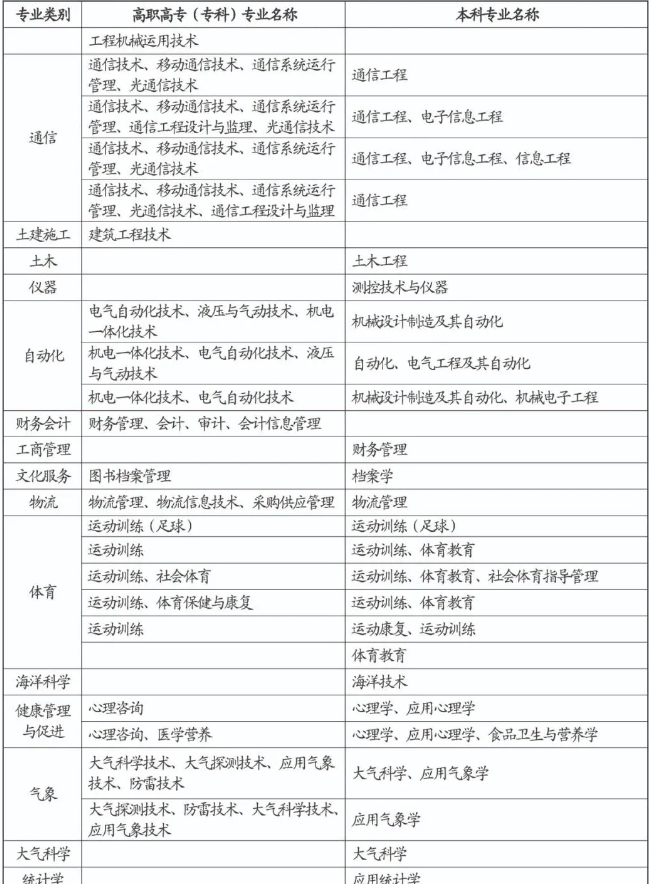 专业类别 高职高专（专科）专业名称 本科专业名称
工程机械运用技术
通信
通信技术、移动通信技术、通信系统运行
管理、光通信技术
通信工程
通信技术、移动通信技术、通信系统运行
管理、通信工程设计与监理、光通信技术
通信工程、电子信息工程
通信技术、移动通信技术、通信系统运行
管理、光通信技术
通信工程、电子信息工程、信息工程
通信技术、移动通信技术、通信系统运行
管理、光通信技术、通信工程设计与监理
通信工程
土建施工 建筑工程技术
土木 土木工程
仪器 测控技术与仪器
自动化
电气自动化技术、液压与气动技术、机电
一体化技术
机械设计制造及其自动化
机电一体化技术、电气自动化技术、液压
与气动技术
自动化、电气工程及其自动化
机电一体化技术、电气自动化技术 机械设计制造及其自动化、机械电子工程
财务会计 财务管理、会计、审计、会计信息管理
工商管理 财务管理
文化服务 图书档案管理 档案学
物流 物流管理、物流信息技术、采购供应管理 物流管理
体育
运动训练（足球） 运动训练（足球）
运动训练 运动训练、体育教育
运动训练、社会体育 运动训练、体育教育、社会体育指导管理
运动训练、体育保健与康复 运动训练、体育教育
运动训练 运动康复、运动训练
体育教育
海洋科学 海洋技术
健康管理
与促进
心理咨询 心理学、应用心理学
心理咨询、医学营养 心理学、应用心理学、食品卫生与营养学
气象
大气科学技术、大气探测技术、应用气象
技术、防雷技术
大气科学、应用气象学
大气探测技术、防雷技术、大气科学技术、
应用气象技术
应用气象学
大气科学 大气科学
统计学 应用统计学